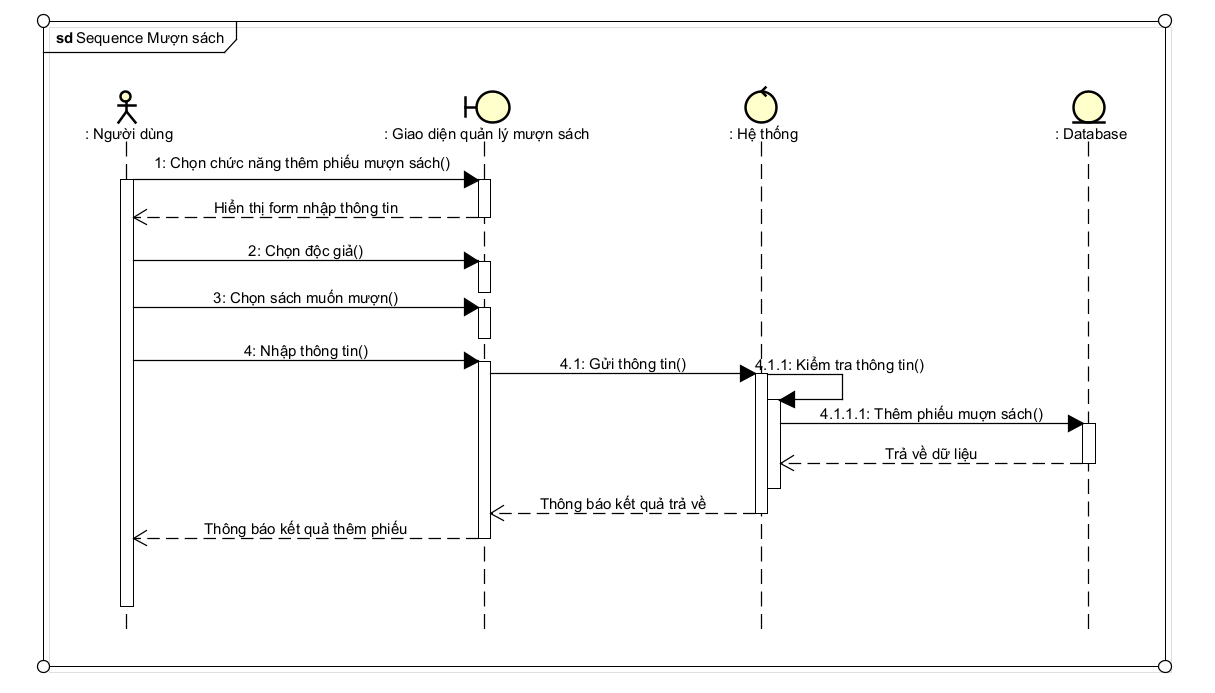 sd Sequence Mượn sách
: Người dùng
: Giao diện quản lý mượn sách
: Hệ thống
: Database
1: Chọn chức năng thêm phiếu mượn sách()
Hiển thị form nhập thông tin
2: Chọn độc giả()
3: Chọn sách muốn mượn()
4: Nhập thông tin()
4.1: Gửi thông tin()
4.1.1: Kiểm tra thông tin()
4.1.1.1: Thêm phiếu muợn sách()
Trả về dữ liệu
Thông báo kết quả trả về
Thông báo kết quả thêm phiếu